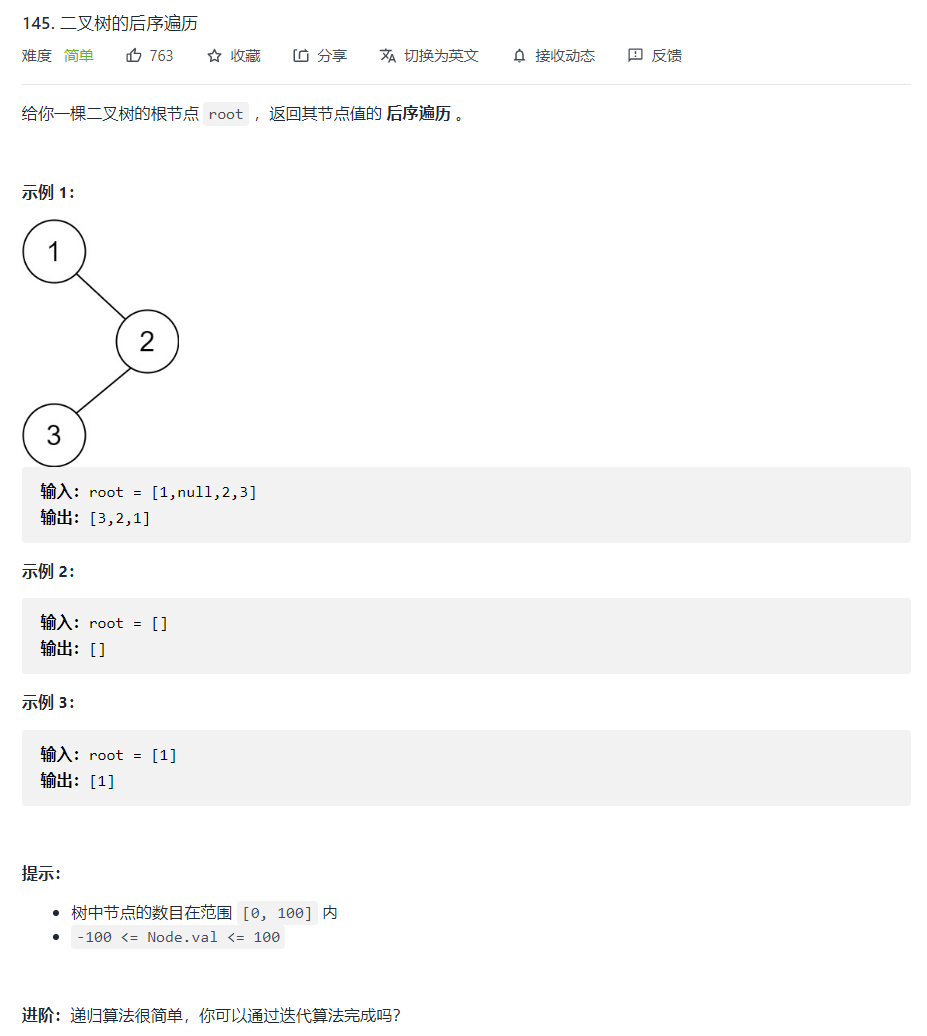 145. 二叉树的后序遍历
难度 简单 763 收藏 分享 切换为英文 接收动态 反馈
给你一棵二叉树的根节点 root ，返回其节点值的 后序遍历 。
示例 1：
1
2
3
输入：root = [1,null,2,3]
输出：[3,2,1]
示例 2：
输入：root = []
输出：[]
示例 3：
输入：root = [1]
输出：[1]
提示：
树中节点的数目在范围 [0, 100] 内
-100 <= Node.val <= 100
进阶：递归算法很简单，你可以通过迭代算法完成吗？